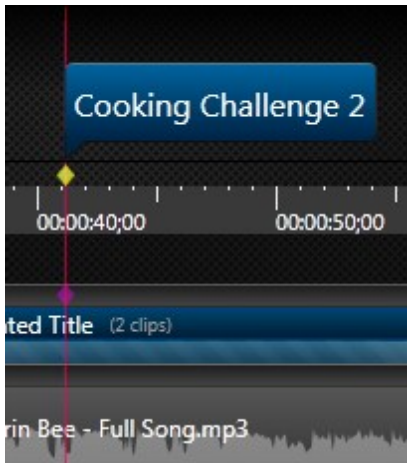 Cooking Challenge 2
00:00:40;00 00:00:50;00
ted Title (2 clips)
rin Bee - Full Song.mp3